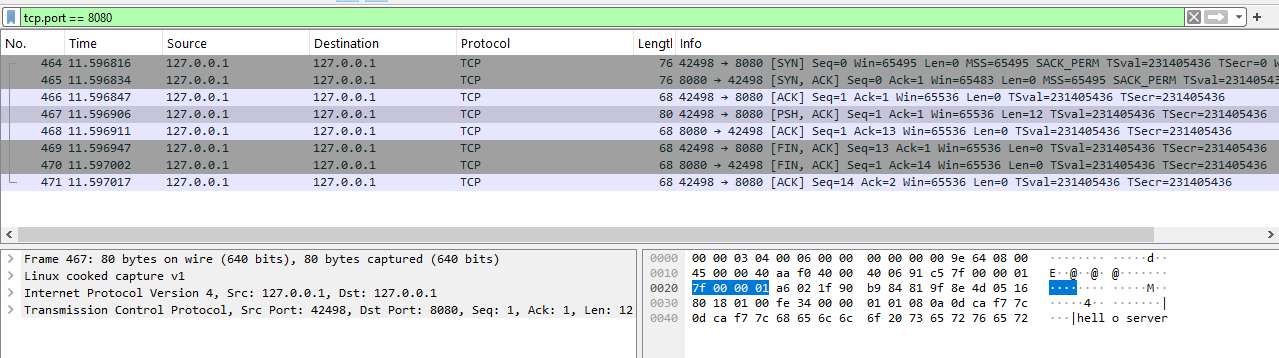 tcp.port == 8080
No. Time Source Destination Protocol Lengtl Info
464 11.596816 127.0.0.1 127.0.0.1 TCP 76 42498 → 8080 [SYN] Seq=0 Win=65495 Len=0 MSS=65495 SACK_PERM TSval=231405436 TSecr=0 W
465 11.596834 127.0.0.1 127.0.0.1 TCP 76 8080 → 42498 [SYN, ACK] Seq=0 Ack=1 Win=65483 Len=0 MSS=65495 SACK_PERM TSval=231405436
466 11.596847 127.0.0.1 127.0.0.1 TCP 68 42498 → 8080 [ACK] Seq=1 Ack=1 Win=65536 Len=0 TSval=231405436 TSecr=231405436
467 11.596906 127.0.0.1 127.0.0.1 TCP 80 42498 → 8080 [PSH, ACK] Seq=1 Ack=1 Win=65536 Len=12 TSval=231405436 TSecr=231405436
468 11.596911 127.0.0.1 127.0.0.1 TCP 68 8080 → 42498 [ACK] Seq=1 Ack=13 Win=65536 Len=0 TSval=231405436 TSecr=231405436
469 11.596947 127.0.0.1 127.0.0.1 TCP 68 42498 → 8080 [FIN, ACK] Seq=13 Ack=1 Win=65536 Len=0 TSval=231405436 TSecr=231405436
470 11.597002 127.0.0.1 127.0.0.1 TCP 68 8080 → 42498 [FIN, ACK] Seq=1 Ack=14 Win=65536 Len=0 TSval=231405436 TSecr=231405436
471 11.597017 127.0.0.1 127.0.0.1 TCP 68 42498 → 8080 [ACK] Seq=14 Ack=2 Win=65536 Len=0 TSval=231405436 TSecr=231405436
Frame 467: 80 bytes on wire (640 bits), 80 bytes captured (640 bits)
Linux cooked capture v1
Internet Protocol Version 4, Src: 127.0.0.1, Dst: 127.0.0.1
Transmission Control Protocol, Src Port: 42498, Dst Port: 8080, Seq: 1, Ack: 1, Len: 12
0000 00 00 03 04 00 06 00 00 00 00 00 00 9e 64 08 00 ········ ·····d··
0010 45 00 00 40 aa f0 40 00 40 06 91 c5 7f 00 00 01 E··@··@· @·······
0020 7f 00 00 01 a6 02 1f 90 b9 84 81 9f 8e 4d 05 16 ········ ·····M··
0030 80 18 01 00 fe 34 00 00 01 01 08 0a 0d ca f7 7c ·····4·· ·······|
0040 0d ca f7 7c 68 65 6c 6c 6f 20 73 65 72 76 65 72 ···|hell o server